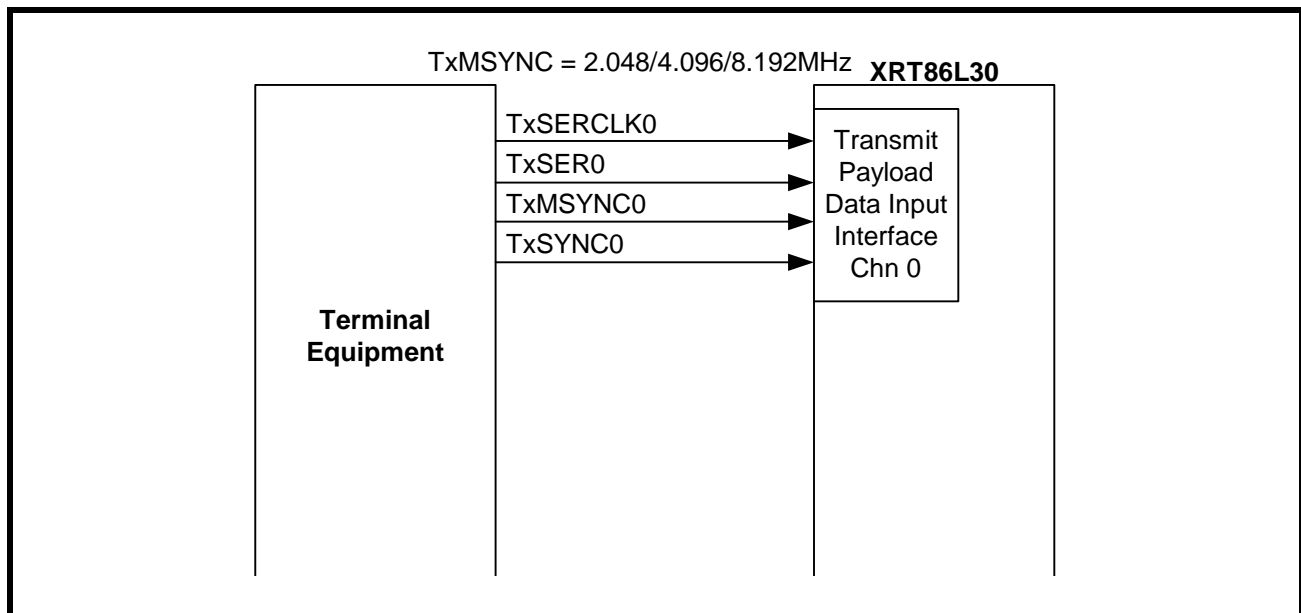 TxMSYNC = 2.048/4.096/8.192MHz
XRT86L30
TxSERCLK0
TxSER0
TxMSYNC0
TxSYNC0
Transmit
Payload
Data Input
Interface
Chn 0
Terminal
Equipment